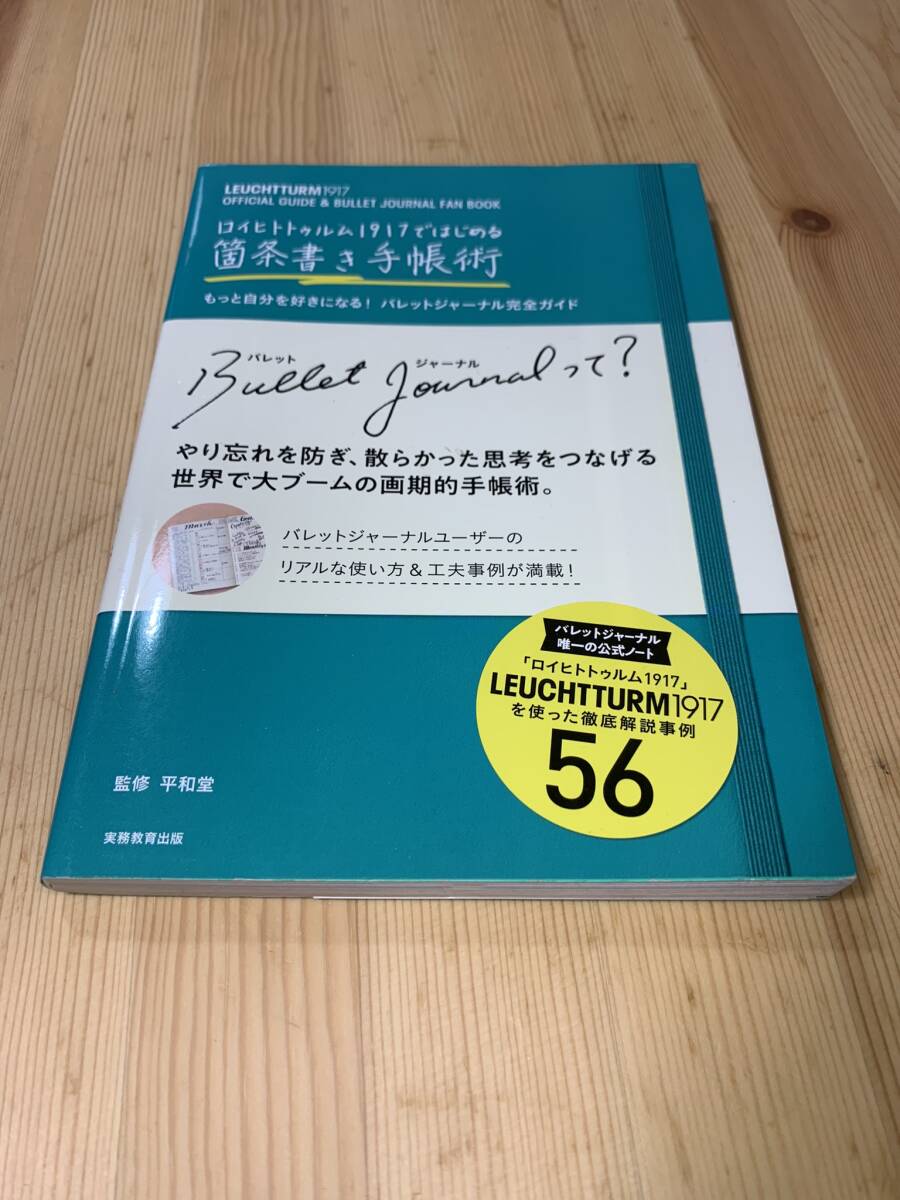 LEUCHTTURM1917
OFFICIAL GUIDE & BULLET JOURNAL FAN BOOK
ロイヒトトゥルム1917ではじめる
箇条書き手帳術
もっと自分を好きになる! バレットジャーナル完全ガイド
バレット ジャーナル
Bullet Journalって?
やり忘れを防ぎ、散らかった思考をつなげる
世界で大ブームの画期的手帳術。
バレットジャーナルユーザーの
リアルな使い方&工夫事例が満載!
バレットジャーナル
唯一の公式ノート
「ロイヒトトゥルム1917」
LEUCHTTURM1917
を使った徹底解説事例
56
監修 平和堂
実務教育出版
March